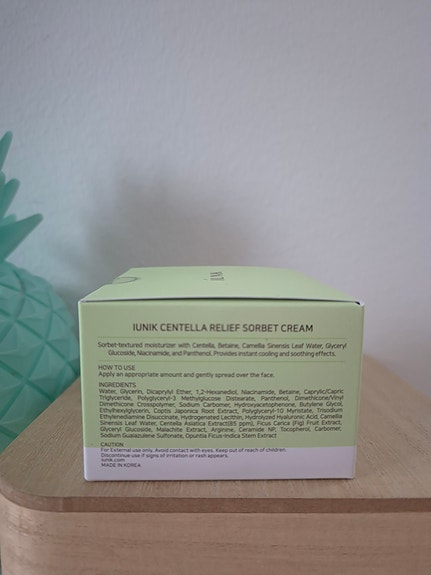 IUNIK CENTELLA RELIEF SORBET CREAM
Sorbet-textured moisturizer with Centella, Betaine, Camellia Sinensis Leaf Water, Glyceryl
Glucoside, Niacinamide, and Panthenol. Provides instant cooling and soothing effects.
HOW TO USE
Apply an appropriate amount and gently spread over the face.
INGREDIENTS
Water, Glycerin, Dicaprylyl Ether, 1,2-Hexanediol, Niacinamide, Betaine, Caprylic/Capric
Triglyceride, Polyglyceryl-3 Methylglucose Distearate, Panthenol, Dimethicone/Vinyl
Dimethicone Crosspolymer, Sodium Carbomer, Hydroxyacetophenone, Butylene Glycol,
Ethylhexylglycerin, Coptis Japonica Root Extract, Polyglyceryl-10 Myristate, Trisodium
Ethylenediamine Disuccinate, Hydrogenated Lecithin, Hydrolyzed Hyaluronic Acid, Camellia
Sinensis Leaf Water, Centella Asiatica Extract(85 ppm), Ficus Carica (Fig) Fruit Extract,
Glyceryl Glucoside, Malachite Extract, Arginine, Ceramide NP, Tocopherol, Carbomer,
Sodium Guaiazulene Sulfonate, Opuntia Ficus-Indica Stem Extract
CAUTION
For External use only. Avoid contact with eyes. Keep out of reach of children.
Discontinue use if signs of irritation or rash appears.
iunik.com
MADE IN KOREA